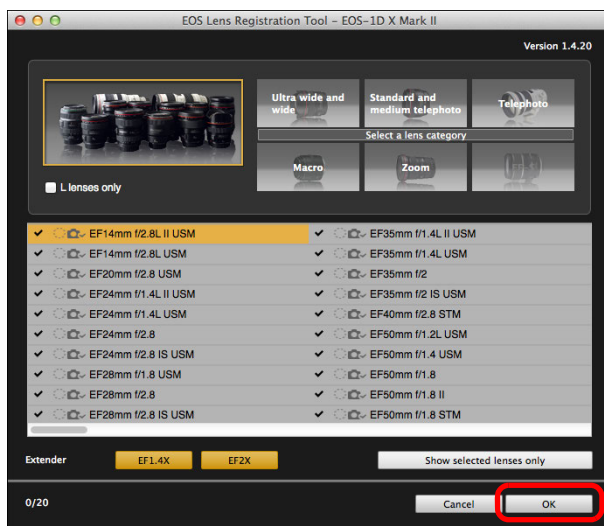 EOS Lens Registration Tool – EOS-1D X Mark II
Version 1.4.20
Ultra wide and
wide
Standard and
medium telephoto
Telephoto
Select a lens category
Macro
Zoom
L lenses only
EF14mm f/2.8L II USM
EF14mm f/2.8L USM
EF20mm f/2.8 USM
EF24mm f/1.4L II USM
EF24mm f/1.4L USM
EF24mm f/2.8
EF24mm f/2.8 IS USM
EF28mm f/1.8 USM
EF28mm f/2.8
EF28mm f/2.8 IS USM
EF35mm f/1.4L II USM
EF35mm f/1.4L USM
EF35mm f/2
EF35mm f/2 IS USM
EF40mm f/2.8 STM
EF50mm f/1.2L USM
EF50mm f/1.4 USM
EF50mm f/1.8
EF50mm f/1.8 II
EF50mm f/1.8 STM
Extender
EF1.4X
EF2X
Show selected lenses only
0/20
Cancel
OK